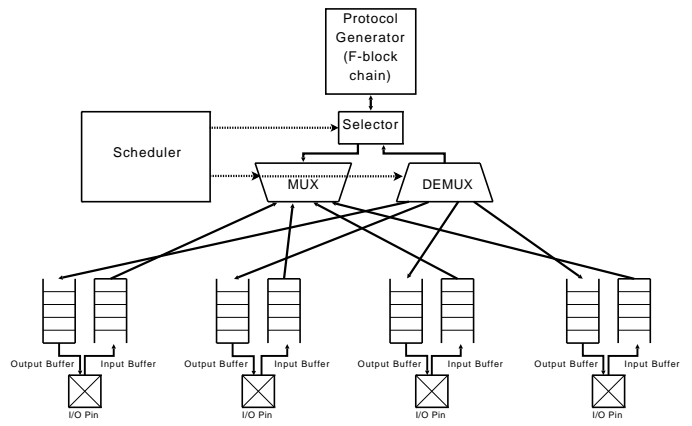 Protocol
Generator
(F-block
chain)
Selector
Scheduler
MUX
DEMUX
Output Buffer
Input Buffer
Output Buffer
Input Buffer
Output Buffer
Input Buffer
Output Buffer
Input Buffer
I/O Pin
I/O Pin
I/O Pin
I/O Pin